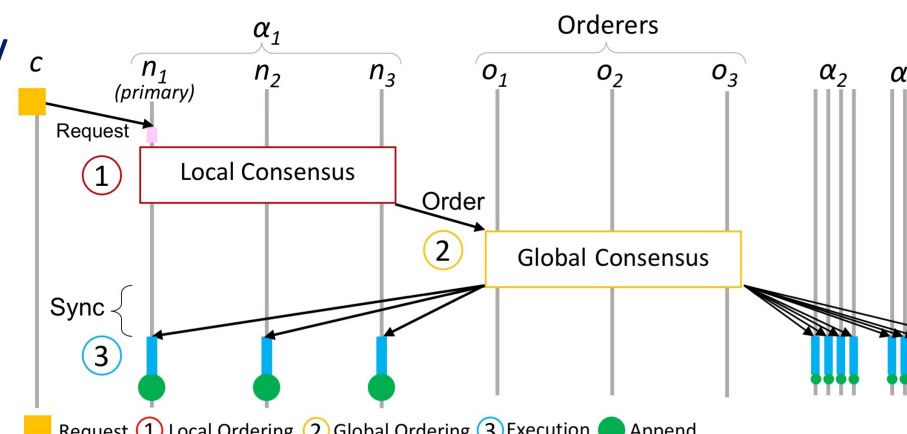 α₁
Orderers
c
n₁
n₂
n₃
o₁
o₂
o₃
α₂
α
(primary)
Request
1
Local Consensus
Order
2
Global Consensus
Sync
3
Request 1 Local Ordering 2 Global Ordering 3 Execution Append